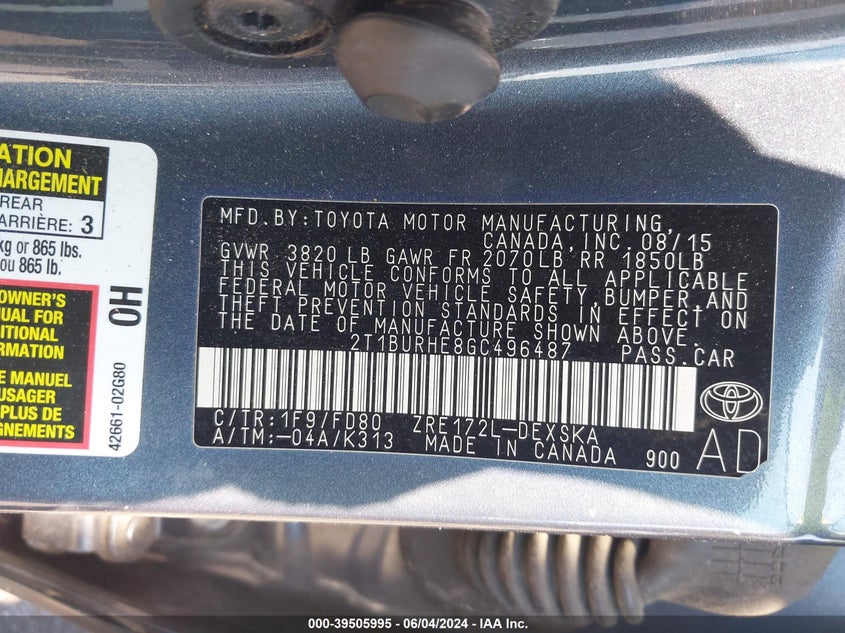 ATION
HARGEMENT
REAR
ARRIÈRE: 3
kg or 865 lbs.
ou 865 lb.
OWNER'S
UAL FOR
DITIONAL
ORMATION
E MANUEL
USAGER
PLUS DE
GNEMENTS
OH
42661-02G80
MFD.BY:TOYOTA MOTOR MANUFACTURING,
CANADA, INC. 08/15
GVWR 3820 LB GAWR FR 2070LB RR 1850LB
THIS VEHICLE CONFORMS TO ALL APPLICABLE
FEDERAL MOTOR VEHICLE SAFETY,BUMPER,AND
THEFT PREVENTION STANDARDS IN EFFECT ON
THE DATE OF MANUFACTURE SHOWN ABOVE.
2T1BURHE8GC496487 PASS.CAR
C/TR:1F9/FD80 ZRE172L-DEXSKA
A/TM:-04A/K313 MADE IN CANADA 900
AD
000-39505995 - 06/04/2024 - IAA Inc.